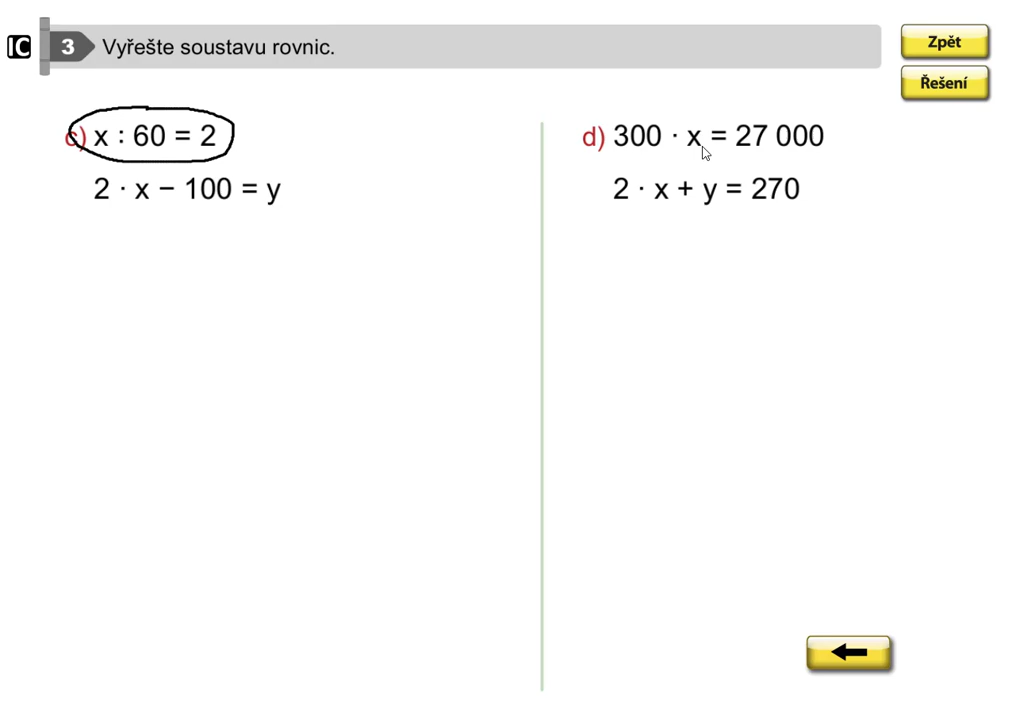 IC
3 Vyřešte soustavu rovnic.
Zpět
Řešení
c) x : 60 = 2
2 · x − 100 = y
d) 300 · x = 27 000
2 · x + y = 270